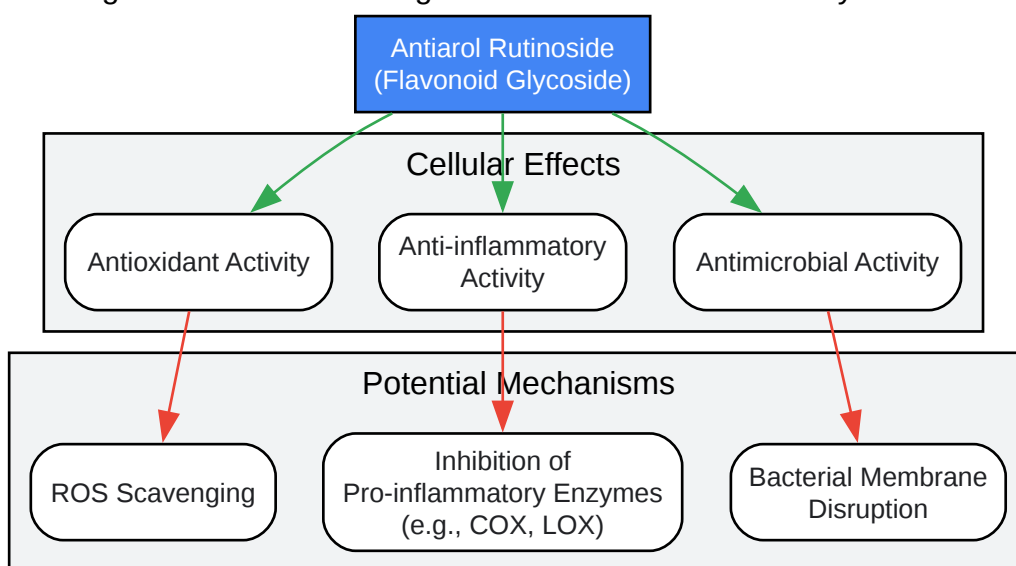 Antiarol Rutinoside
(Flavonoid Glycoside)
Cellular Effects
Antioxidant Activity
Anti-inflammatory
Activity
Antimicrobial Activity
Potential Mechanisms
ROS Scavenging
Inhibition of
Pro-inflammatory Enzymes
(e.g., COX, LOX)
Bacterial Membrane
Disruption